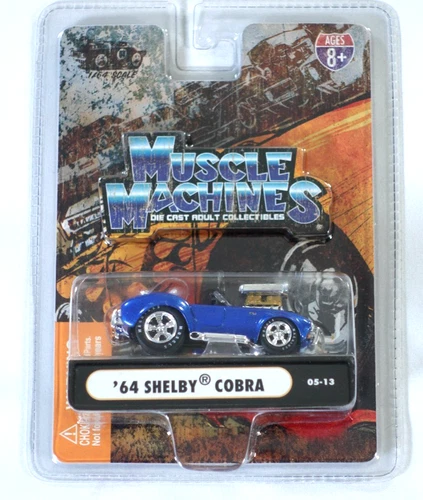 1/64 SCALE
AGES
8+
MUSCLE
MACHINES
DIE CAST ADULT COLLECTIBLES
'64 SHELBY® COBRA
05-13